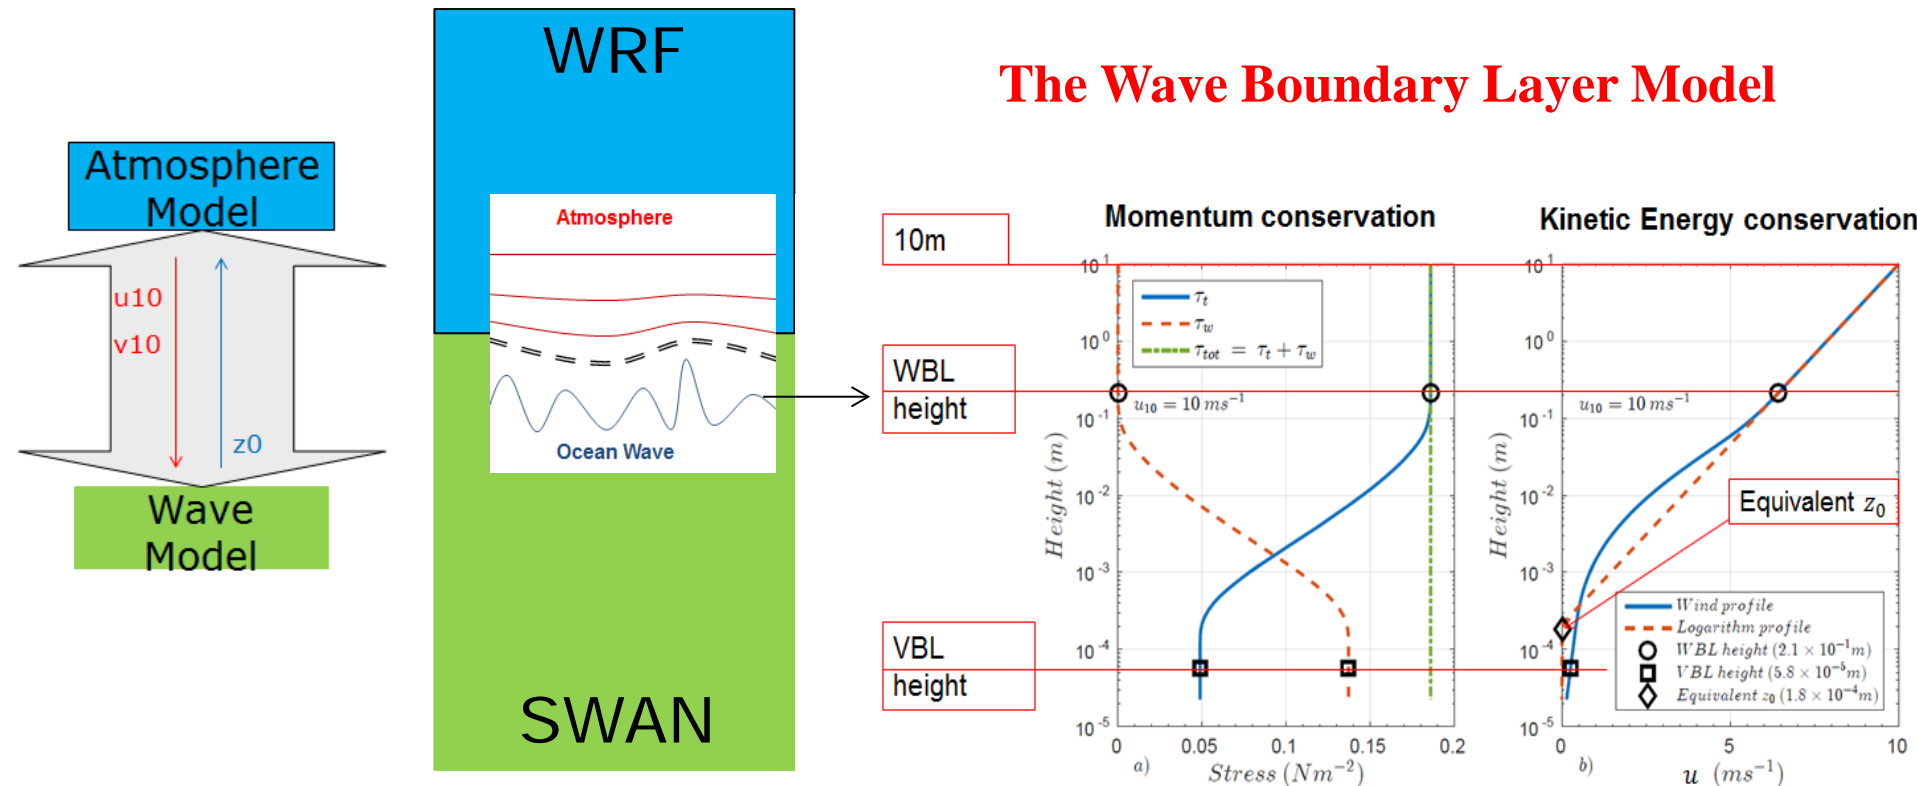 WRF
The Wave Boundary Layer Model
Atmosphere
Model
u10
v10
z0
Wave
Model
Atmosphere
Ocean Wave
SWAN
10m
WBL
height
VBL
height
Momentum conservation
τ_t
τ_w
τ_tot = τ_t + τ_w
u₁₀ = 10 ms⁻¹
10¹
10⁰
10⁻¹
10⁻²
10⁻³
10⁻⁴
10⁻⁵
Height (m)
0 0.05 0.1 0.15 0.2
a)
Stress (Nm⁻²)
Kinetic Energy conservation
u₁₀ = 10 ms⁻¹
10¹
10⁰
10⁻¹
10⁻²
10⁻³
10⁻⁴
10⁻⁵
Height (m)
Equivalent z₀
Wind profile
Logarithm profile
WBL height (2.1 × 10⁻¹m)
VBL height (5.8 × 10⁻⁵m)
Equivalent z₀ (1.8 × 10⁻⁴m)
0 5 10
b)
u (ms⁻¹)